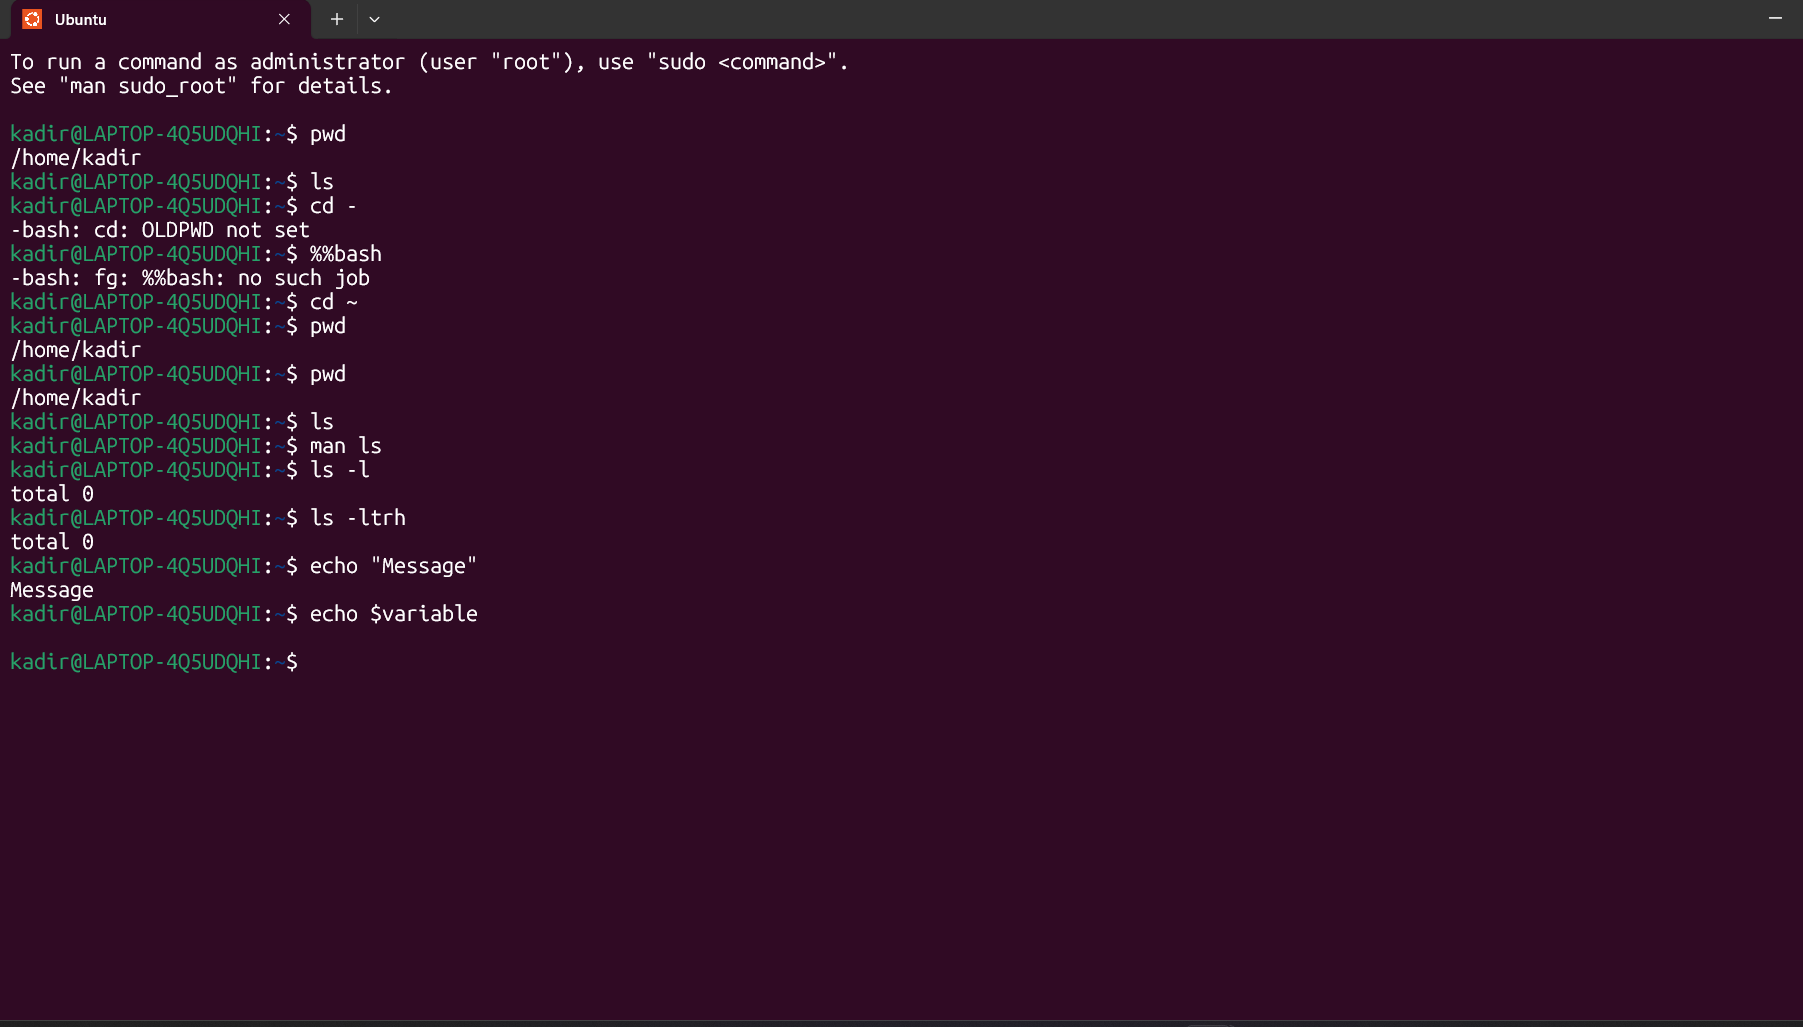 Ubuntu
To run a command as administrator (user "root"), use "sudo <command>".
See "man sudo_root" for details.
kadir@LAPTOP-4Q5UDQHI:~$ pwd
/home/kadir
kadir@LAPTOP-4Q5UDQHI:~$ ls
kadir@LAPTOP-4Q5UDQHI:~$ cd -
-bash: cd: OLDPWD not set
kadir@LAPTOP-4Q5UDQHI:~$ %%bash
-bash: fg: %%bash: no such job
kadir@LAPTOP-4Q5UDQHI:~$ cd ~
kadir@LAPTOP-4Q5UDQHI:~$ pwd
/home/kadir
kadir@LAPTOP-4Q5UDQHI:~$ pwd
/home/kadir
kadir@LAPTOP-4Q5UDQHI:~$ ls
kadir@LAPTOP-4Q5UDQHI:~$ man ls
kadir@LAPTOP-4Q5UDQHI:~$ ls -l
total 0
kadir@LAPTOP-4Q5UDQHI:~$ ls -ltrh
total 0
kadir@LAPTOP-4Q5UDQHI:~$ echo "Message"
Message
kadir@LAPTOP-4Q5UDQHI:~$ echo $variable
kadir@LAPTOP-4Q5UDQHI:~$